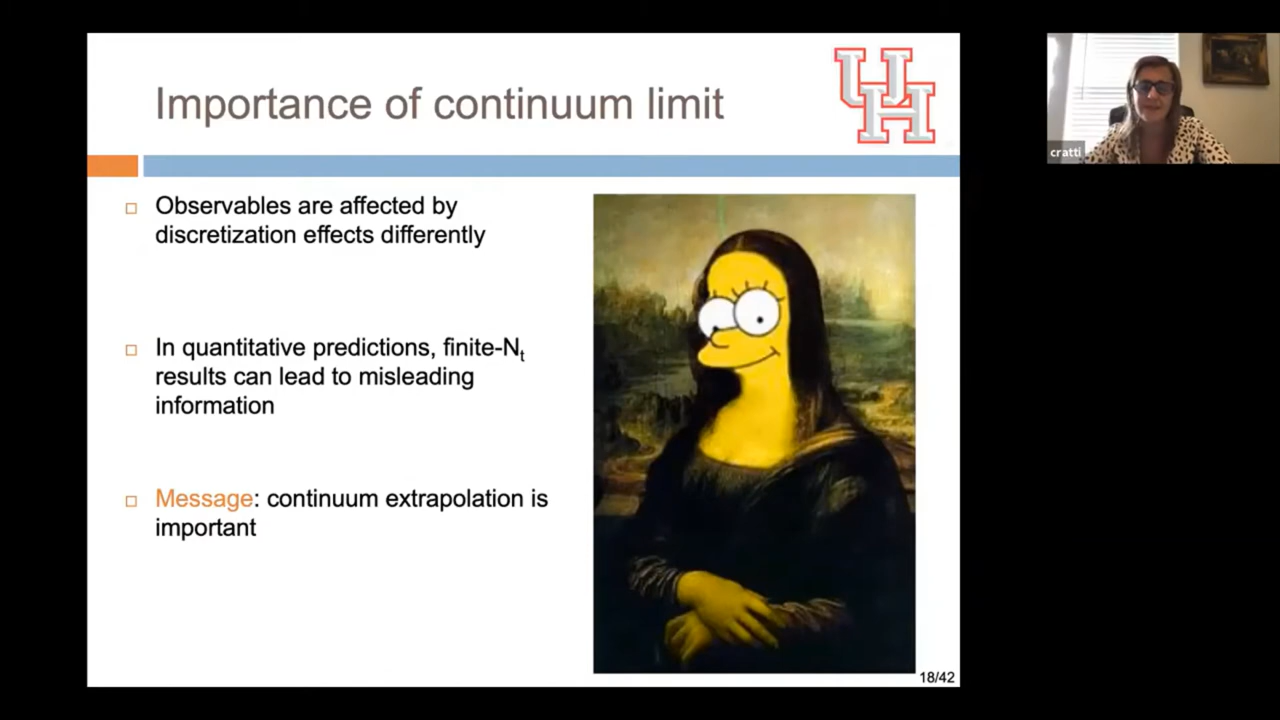 Importance of continuum limit
UH
cratti
Observables are affected by
discretization effects differently
In quantitative predictions, finite-Nt
results can lead to misleading
information
Message: continuum extrapolation is
important
18/42